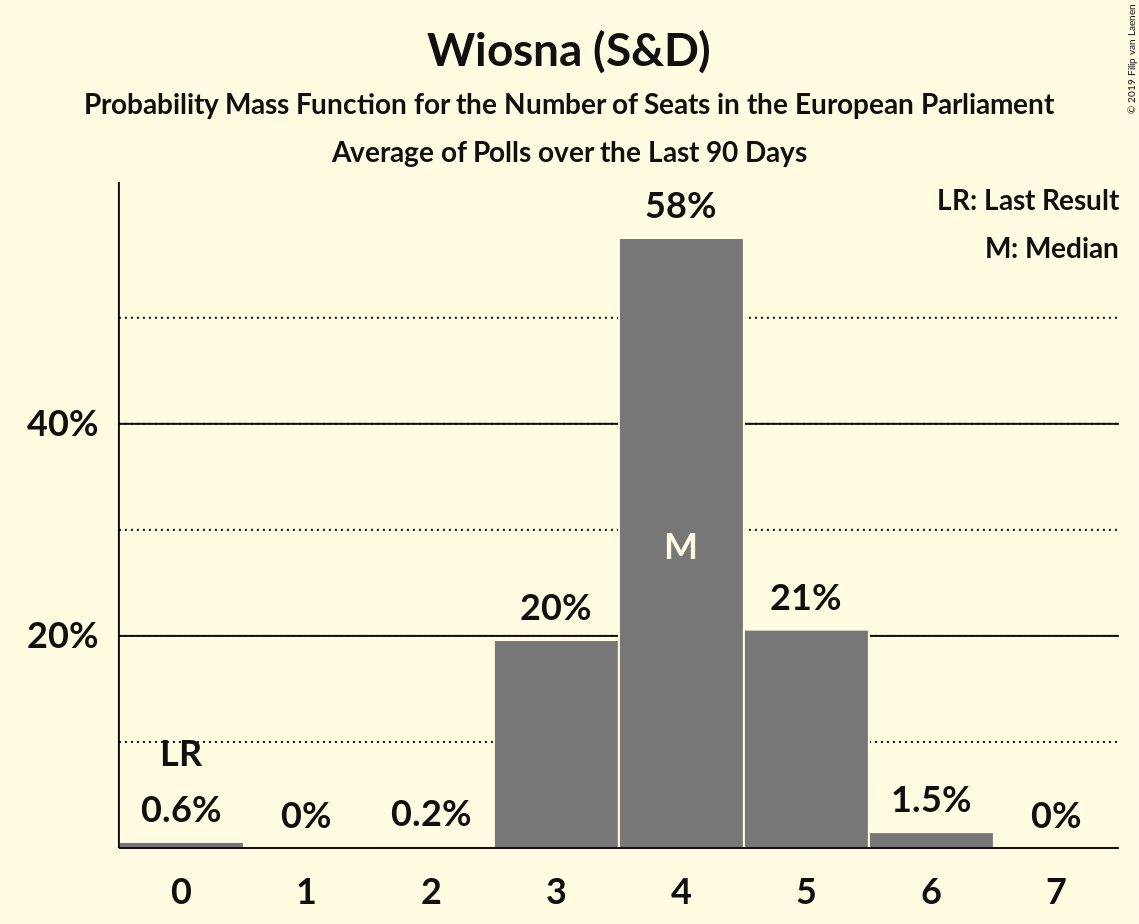 Wiosna (S&D)
Probability Mass Function for the Number of Seats in the European Parliament
Average of Polls over the Last 90 Days
© 2019 Filip van Laenen
LR: Last Result
M: Median
58%
40%
M
20%
21%
20%
LR
0.6%
0%
0.2%
1.5%
0%
0 1 2 3 4 5 6 7